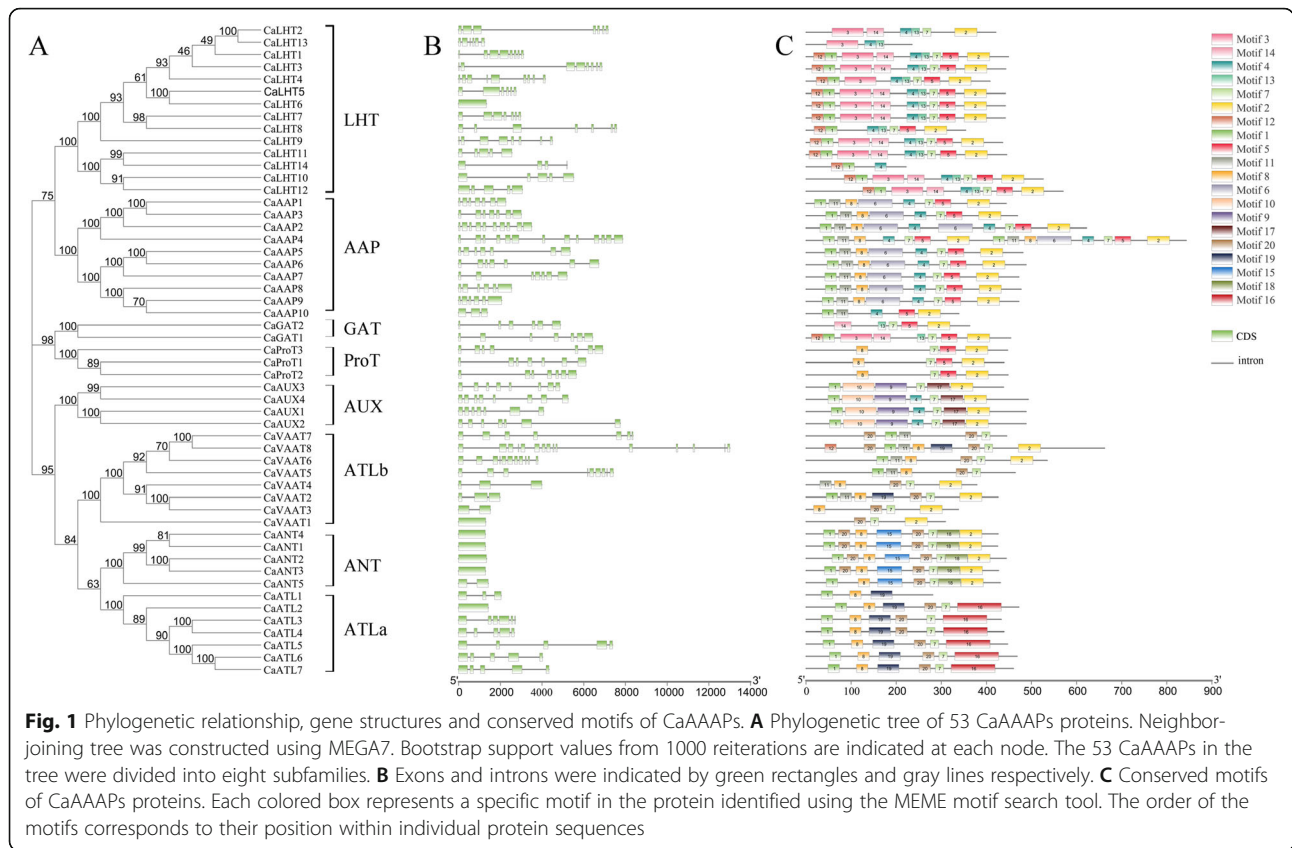 A
B
C
CaLHT2
CaLHT13
CaLHT1
CaLHT3
CaLHT4
CaLHT5
CaLHT6
CaLHT7
CaLHT8
CaLHT9
CaLHT11
CaLHT14
CaLHT10
CaLHT12
CaAAP1
CaAAP3
CaAAP2
CaAAP4
CaAAP5
CaAAP6
CaAAP7
CaAAP8
CaAAP9
CaAAP10
CaGAT2
CaGAT1
CaProT3
CaProT1
CaProT2
CaAUX3
CaAUX4
CaAUX1
CaAUX2
CaVAAT7
CaVAAT8
CaVAAT6
CaVAAT5
CaVAAT4
CaVAAT2
CaVAAT3
CaVAAT1
CaANT4
CaANT1
CaANT2
CaANT3
CaANT5
CaATL1
CaATL2
CaATL3
CaATL4
CaATL5
CaATL6
CaATL7
100
49
46
93
61
100
93
98
100
99
100
91
75
100
100
100
100
100
100
100
70
100
98
100
89
99
100
100
70
92
91
100
100
95
84
81
99
100
100
63
100
89
100
90
100
100
LHT
AAP
GAT
ProT
AUX
ATLb
ANT
ATLa
5'
3'
0 2000 4000 6000 8000 10000 12000 14000
5'
3'
0 100 200 300 400 500 600 700 800 900
Motif 3
Motif 14
Motif 4
Motif 13
Motif 7
Motif 2
Motif 12
Motif 1
Motif 5
Motif 11
Motif 8
Motif 6
Motif 10
Motif 9
Motif 17
Motif 20
Motif 19
Motif 15
Motif 18
Motif 16
CDS
intron
Fig. 1 Phylogenetic relationship, gene structures and conserved motifs of CaAAAPs. A Phylogenetic tree of 53 CaAAAPs proteins. Neighbor-
joining tree was constructed using MEGA7. Bootstrap support values from 1000 reiterations are indicated at each node. The 53 CaAAAPs in the
tree were divided into eight subfamilies. B Exons and introns were indicated by green rectangles and gray lines respectively. C Conserved motifs
of CaAAAPs proteins. Each colored box represents a specific motif in the protein identified using the MEME motif search tool. The order of the
motifs corresponds to their position within individual protein sequences